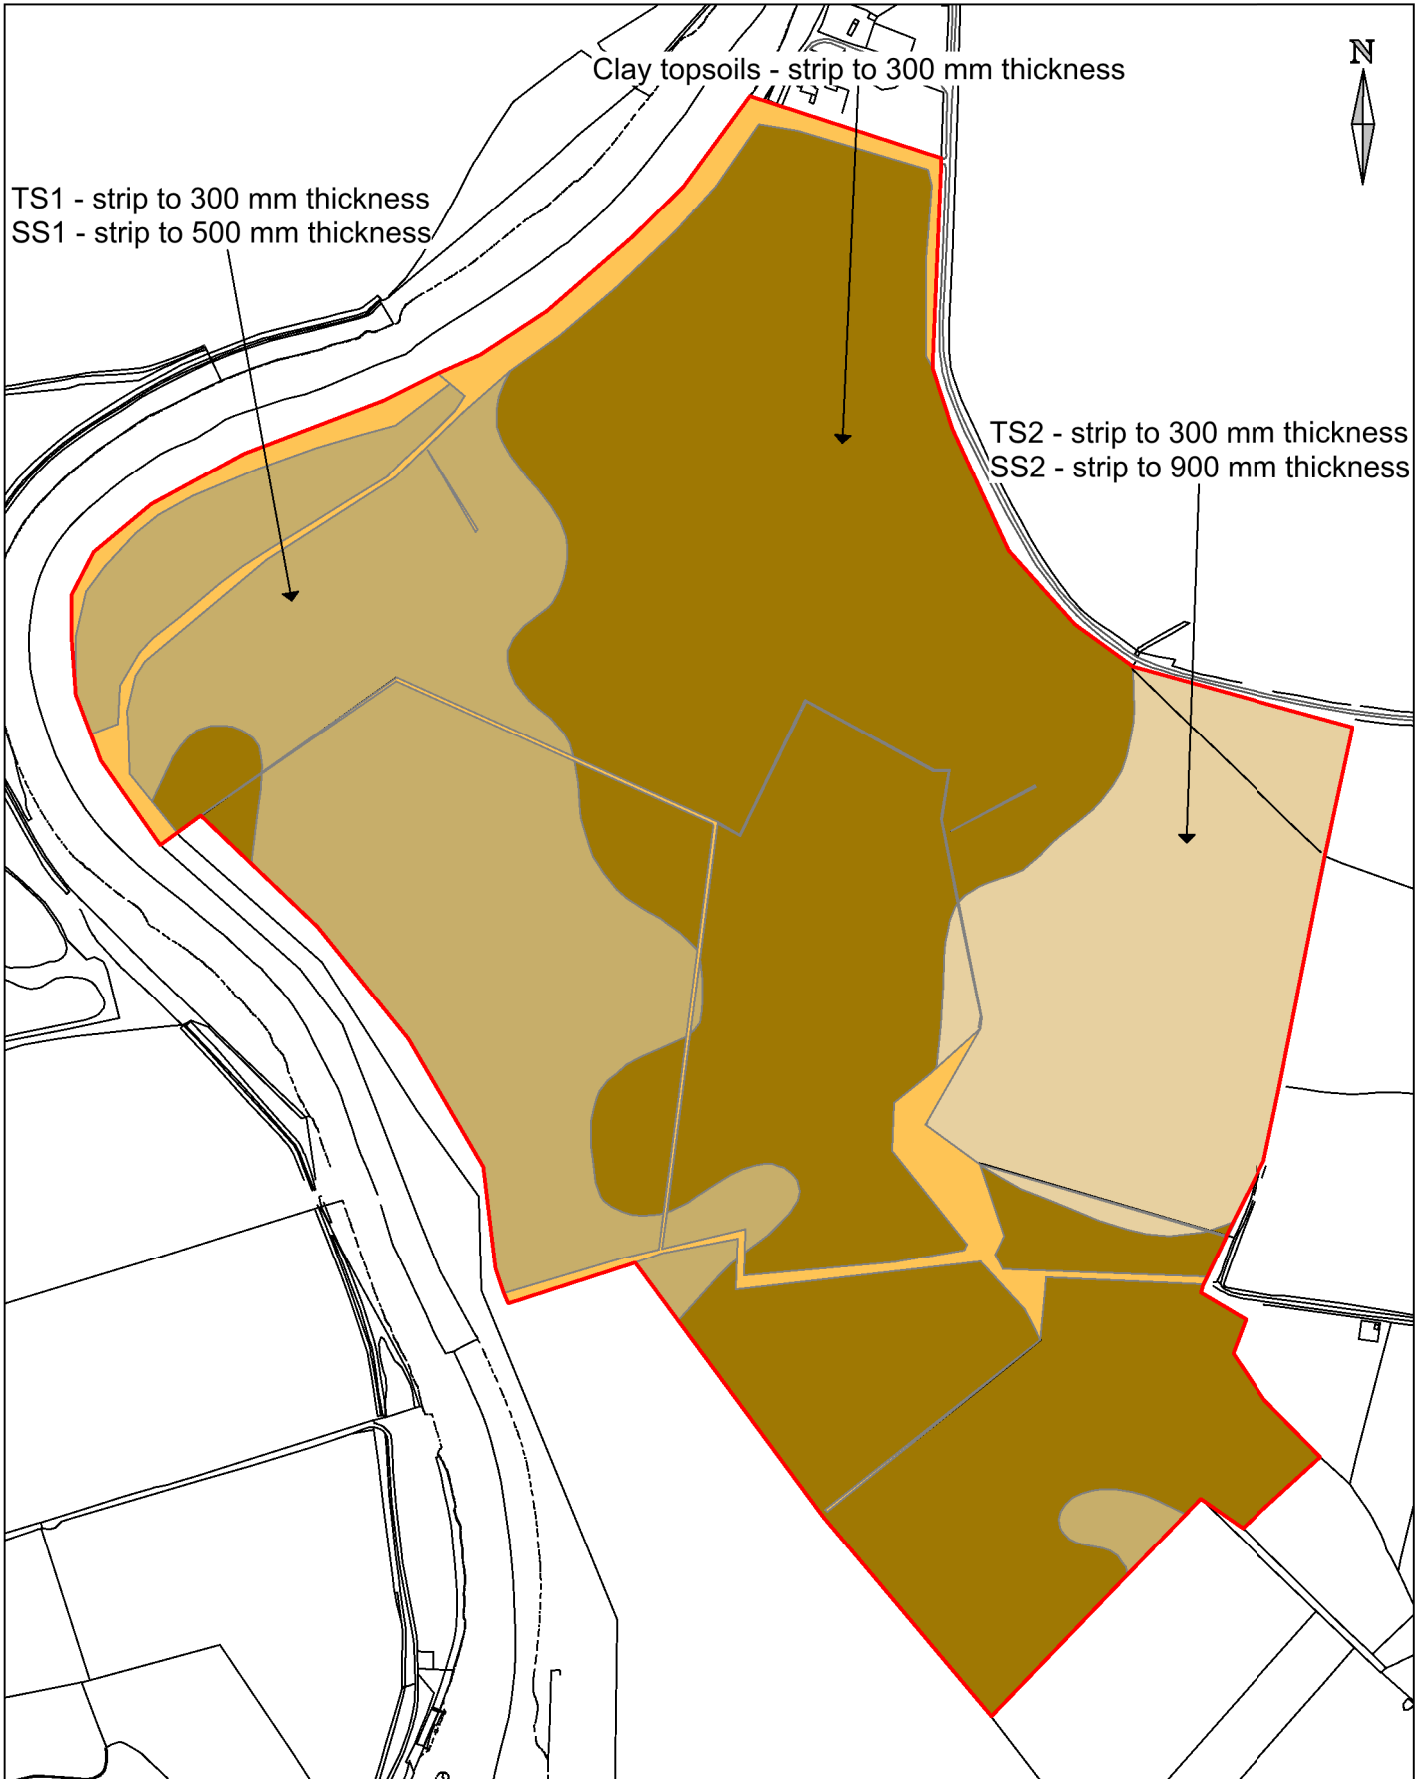 Clay topsoils - strip to 300 mm thickness
N
TS1 - strip to 300 mm thickness
SS1 - strip to 500 mm thickness
TS2 - strip to 300 mm thickness
SS2 - strip to 900 mm thickness